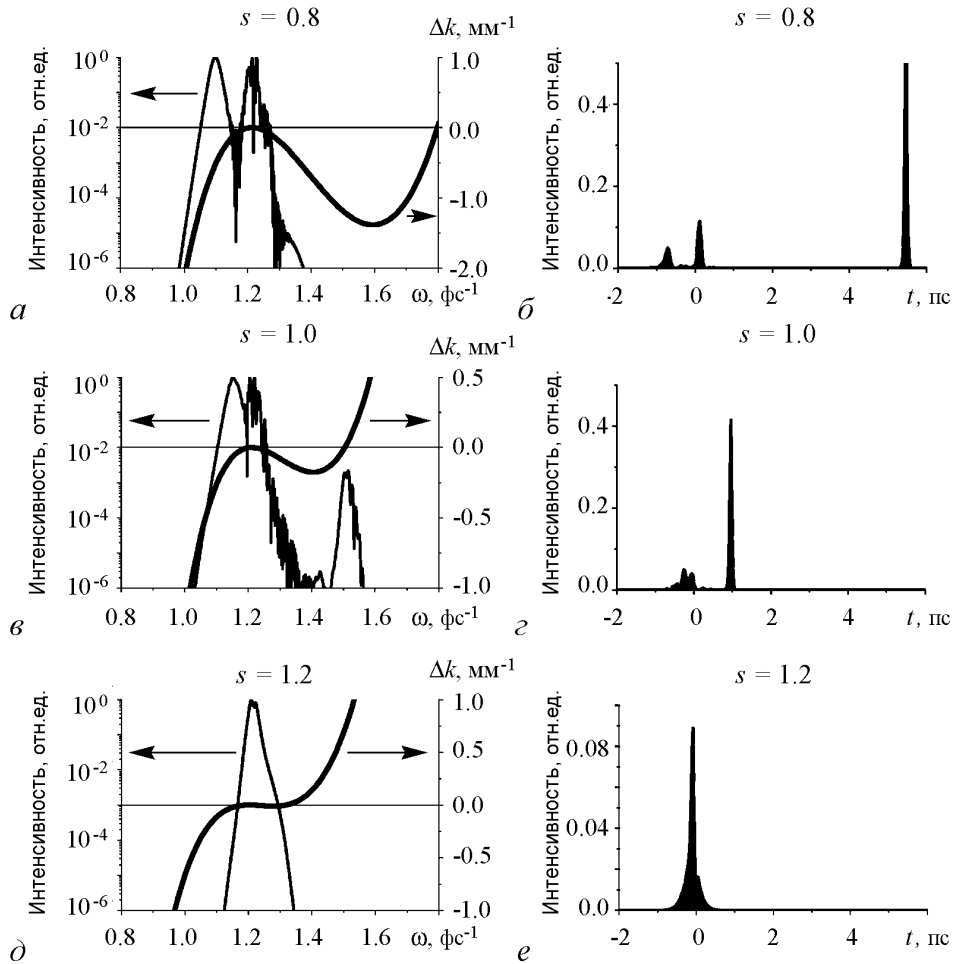 s = 0.8
Δk, мм⁻¹
Интенсивность, отн.ед.
10⁰
10⁻²
10⁻⁴
10⁻⁶
1.0
0.0
-1.0
-2.0
0.8 1.0 1.2 1.4 1.6 ω, фс⁻¹
а
Интенсивность, отн.ед.
0.4
0.2
0.0
-2 0 2 4 t, пс
б
s = 1.0
Δk, мм⁻¹
s = 1.0
Интенсивность, отн.ед.
10⁰
10⁻²
10⁻⁴
10⁻⁶
0.5
0.0
-0.5
-1.0
0.8 1.0 1.2 1.4 1.6 ω, фс⁻¹
в
Интенсивность, отн.ед.
0.4
0.2
0.0
-2 0 2 4 t, пс
г
s = 1.2
Δk, мм⁻¹
s = 1.2
Интенсивность, отн.ед.
10⁰
10⁻²
10⁻⁴
10⁻⁶
1.0
0.5
0.0
-0.5
-1.0
0.8 1.0 1.2 1.4 1.6 ω, фс⁻¹
д
Интенсивность, отн.ед.
0.08
0.04
0.0
-2 0 2 4 t, пс
е
s = 0.8